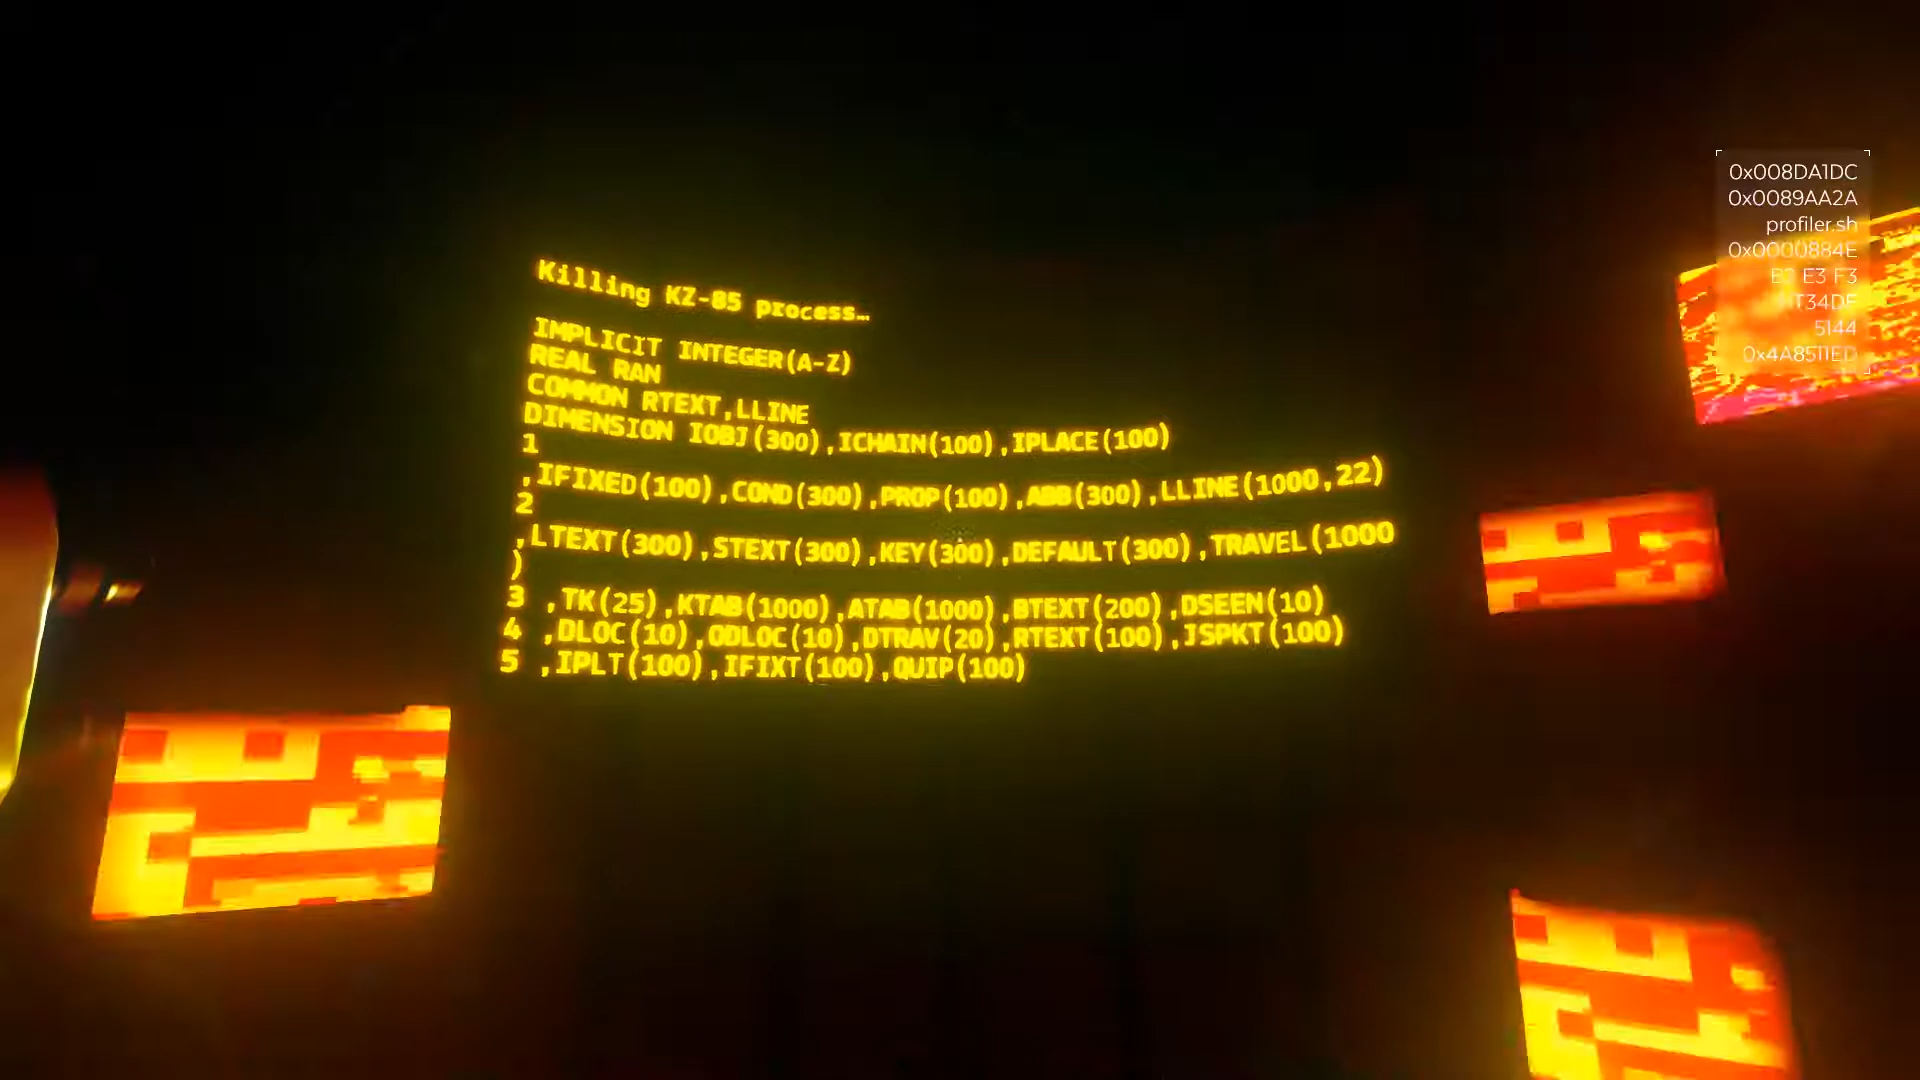 Killing KZ-85 process…
IMPLICIT INTEGER(A-Z)
REAL RAN
COMMON RTEXT,LLINE
DIMENSION IOBJ(300),ICHAIN(100),IPLACE(100)
1
,IFIXED(100),COND(300),PROP(100),ABB(300),LLINE(1000,22)
2
,LTEXT(300),STEXT(300),KEY(300),DEFAULT(300),TRAVEL(1000
)
3 ,TK(25),KTAB(1000),ATAB(1000),BTEXT(200),DSEEN(10)
4 ,DLOC(10),ODLOC(10),DTRAV(20),RTEXT(100),JSPKT(100)
5 ,IPLT(100),IFIXT(100),QUIP(100)
0x008DA1DC
0x0089AA2A
profiler.sh
0x0000884E
E3 F3
5144
0x4A8511ED